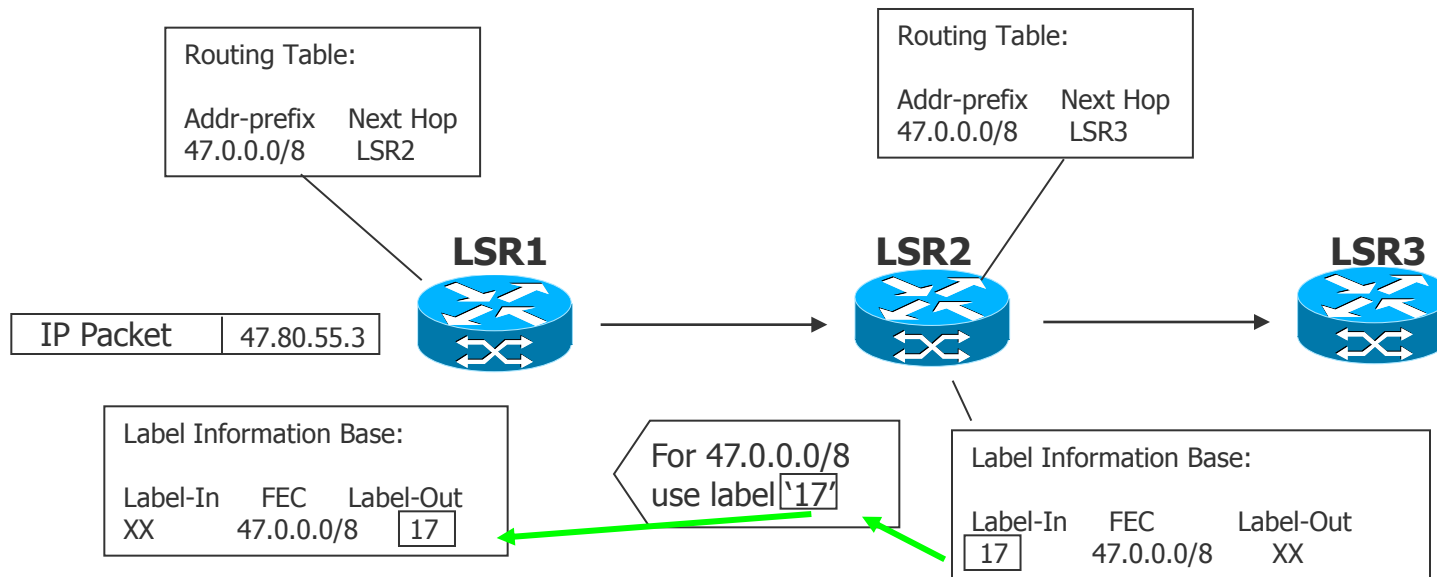 Routing Table:
Addr-prefix Next Hop
47.0.0.0/8 LSR2
Routing Table:
Addr-prefix Next Hop
47.0.0.0/8 LSR3
LSR1
LSR2
LSR3
IP Packet 47.80.55.3
Label Information Base:
Label-In FEC Label-Out
XX 47.0.0.0/8 17
For 47.0.0.0/8
use label ‘17’
Label Information Base:
Label-In FEC Label-Out
17 47.0.0.0/8 XX